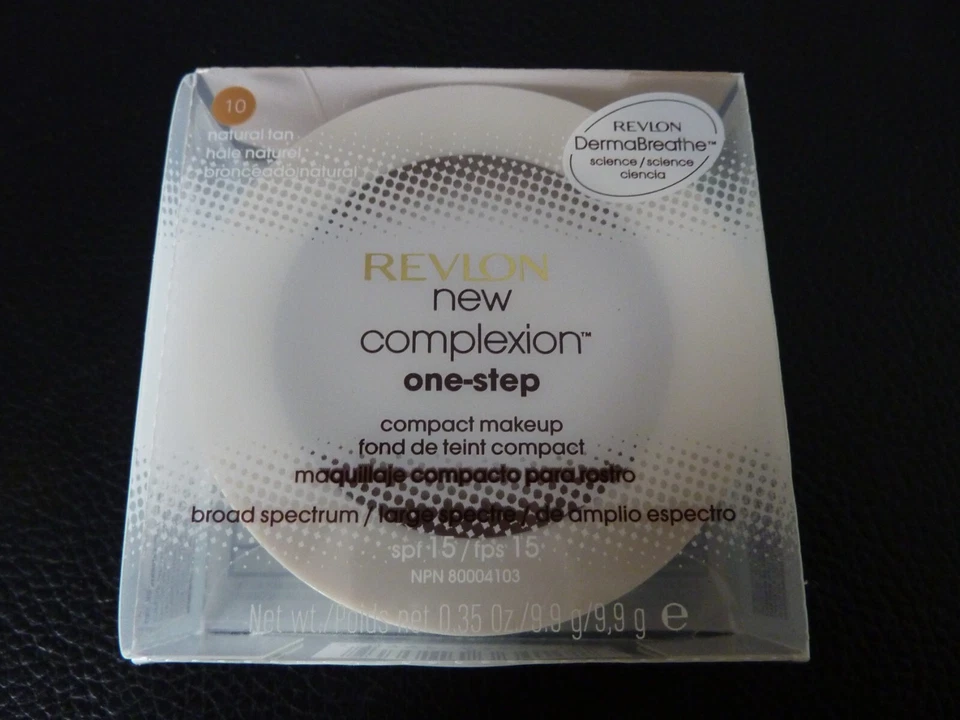 10
natural tan
hâle naturel
bronceado natural
REVLON
DermaBreathe™
science / science
ciencia
REVLON
new
complexion™
one-step
compact makeup
fond de teint compact
maquillaje compacto para rostro
broad spectrum / large spectre / de amplio espectro
spf 15 / fps 15
NPN 80004103
Net wt./Poids net 0.35 Oz /9.9 g/9,9 g e